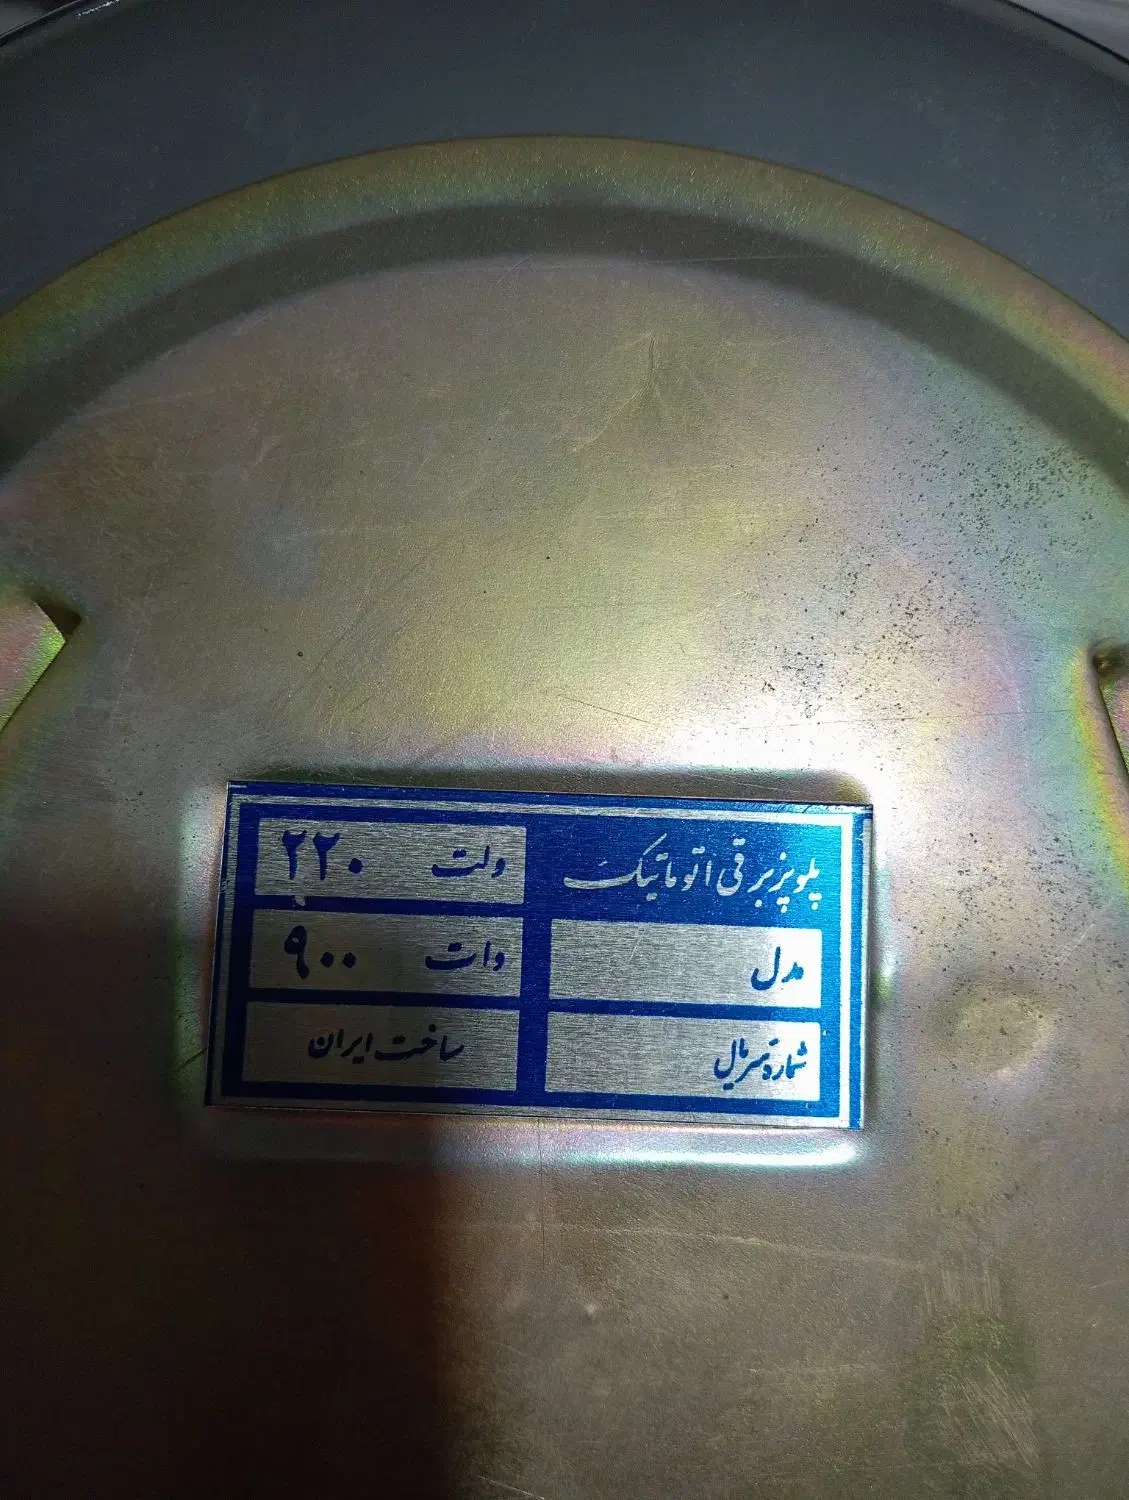 پلوپز برقی اتوماتیک
مدل
شماره سریال
ولت ۲۲۰
وات ۹۰۰
ساخت ایران